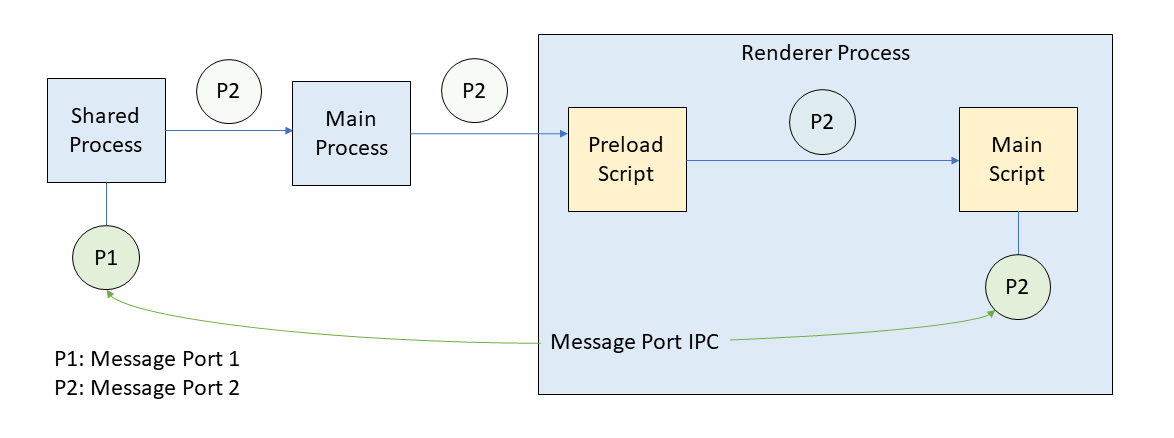 Renderer Process
Shared
Process
P2
Main
Process
P2
Preload
Script
P2
Main
Script
P1
P2
Message Port IPC
P1: Message Port 1
P2: Message Port 2